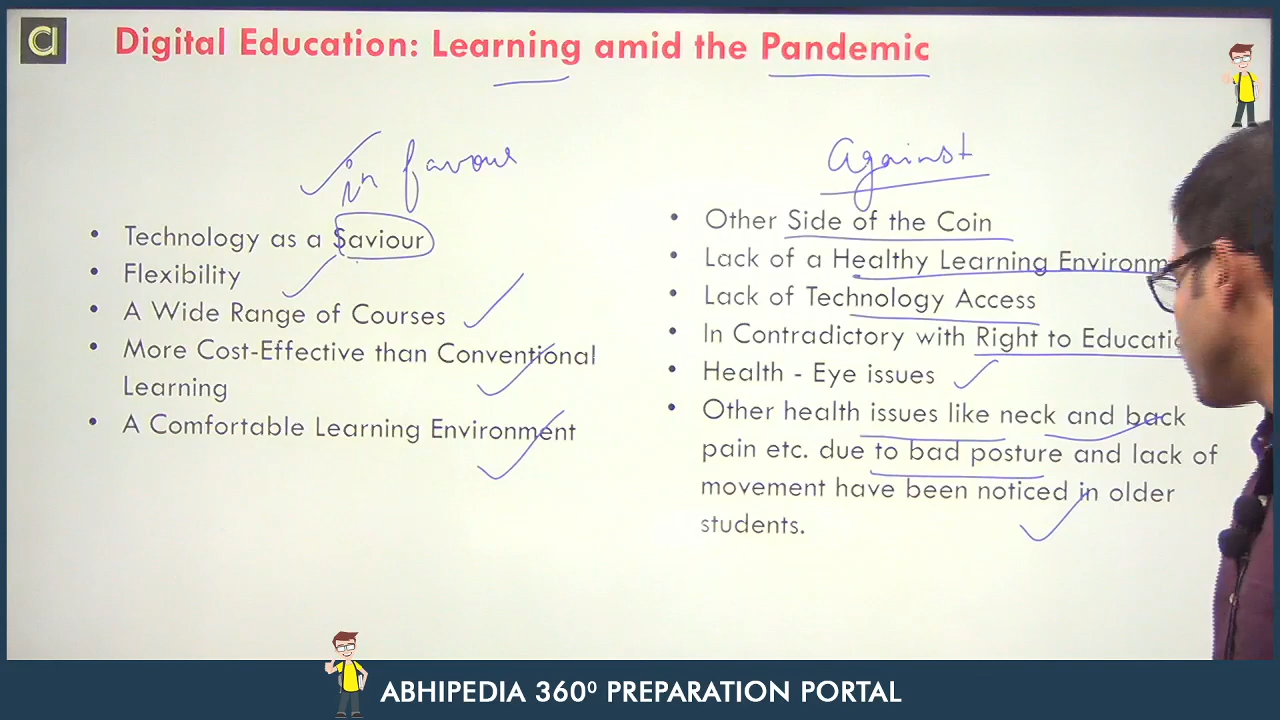 a
Digital Education: Learning amid the Pandemic
in favour
• Technology as a Saviour
• Flexibility
• A Wide Range of Courses
• More Cost-Effective than Conventional
Learning
• A Comfortable Learning Environment
Against
• Other Side of the Coin
• Lack of a Healthy Learning Environm
• Lack of Technology Access
• In Contradictory with Right to Educati
• Health - Eye issues
• Other health issues like neck and back
pain etc. due to bad posture and lack of
movement have been noticed in older
students.
ABHIPEDIA 360⁰ PREPARATION PORTAL